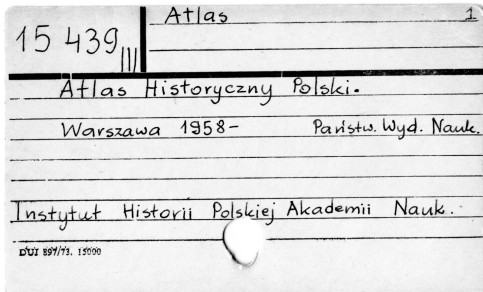 15 439 III
Atlas 1
Atlas Historyczny Polski.
Warszawa 1958- Państw. Wyd. Nauk.
Instytut Historii Polskiej Akademii Nauk.
DUI 897/73. 15000